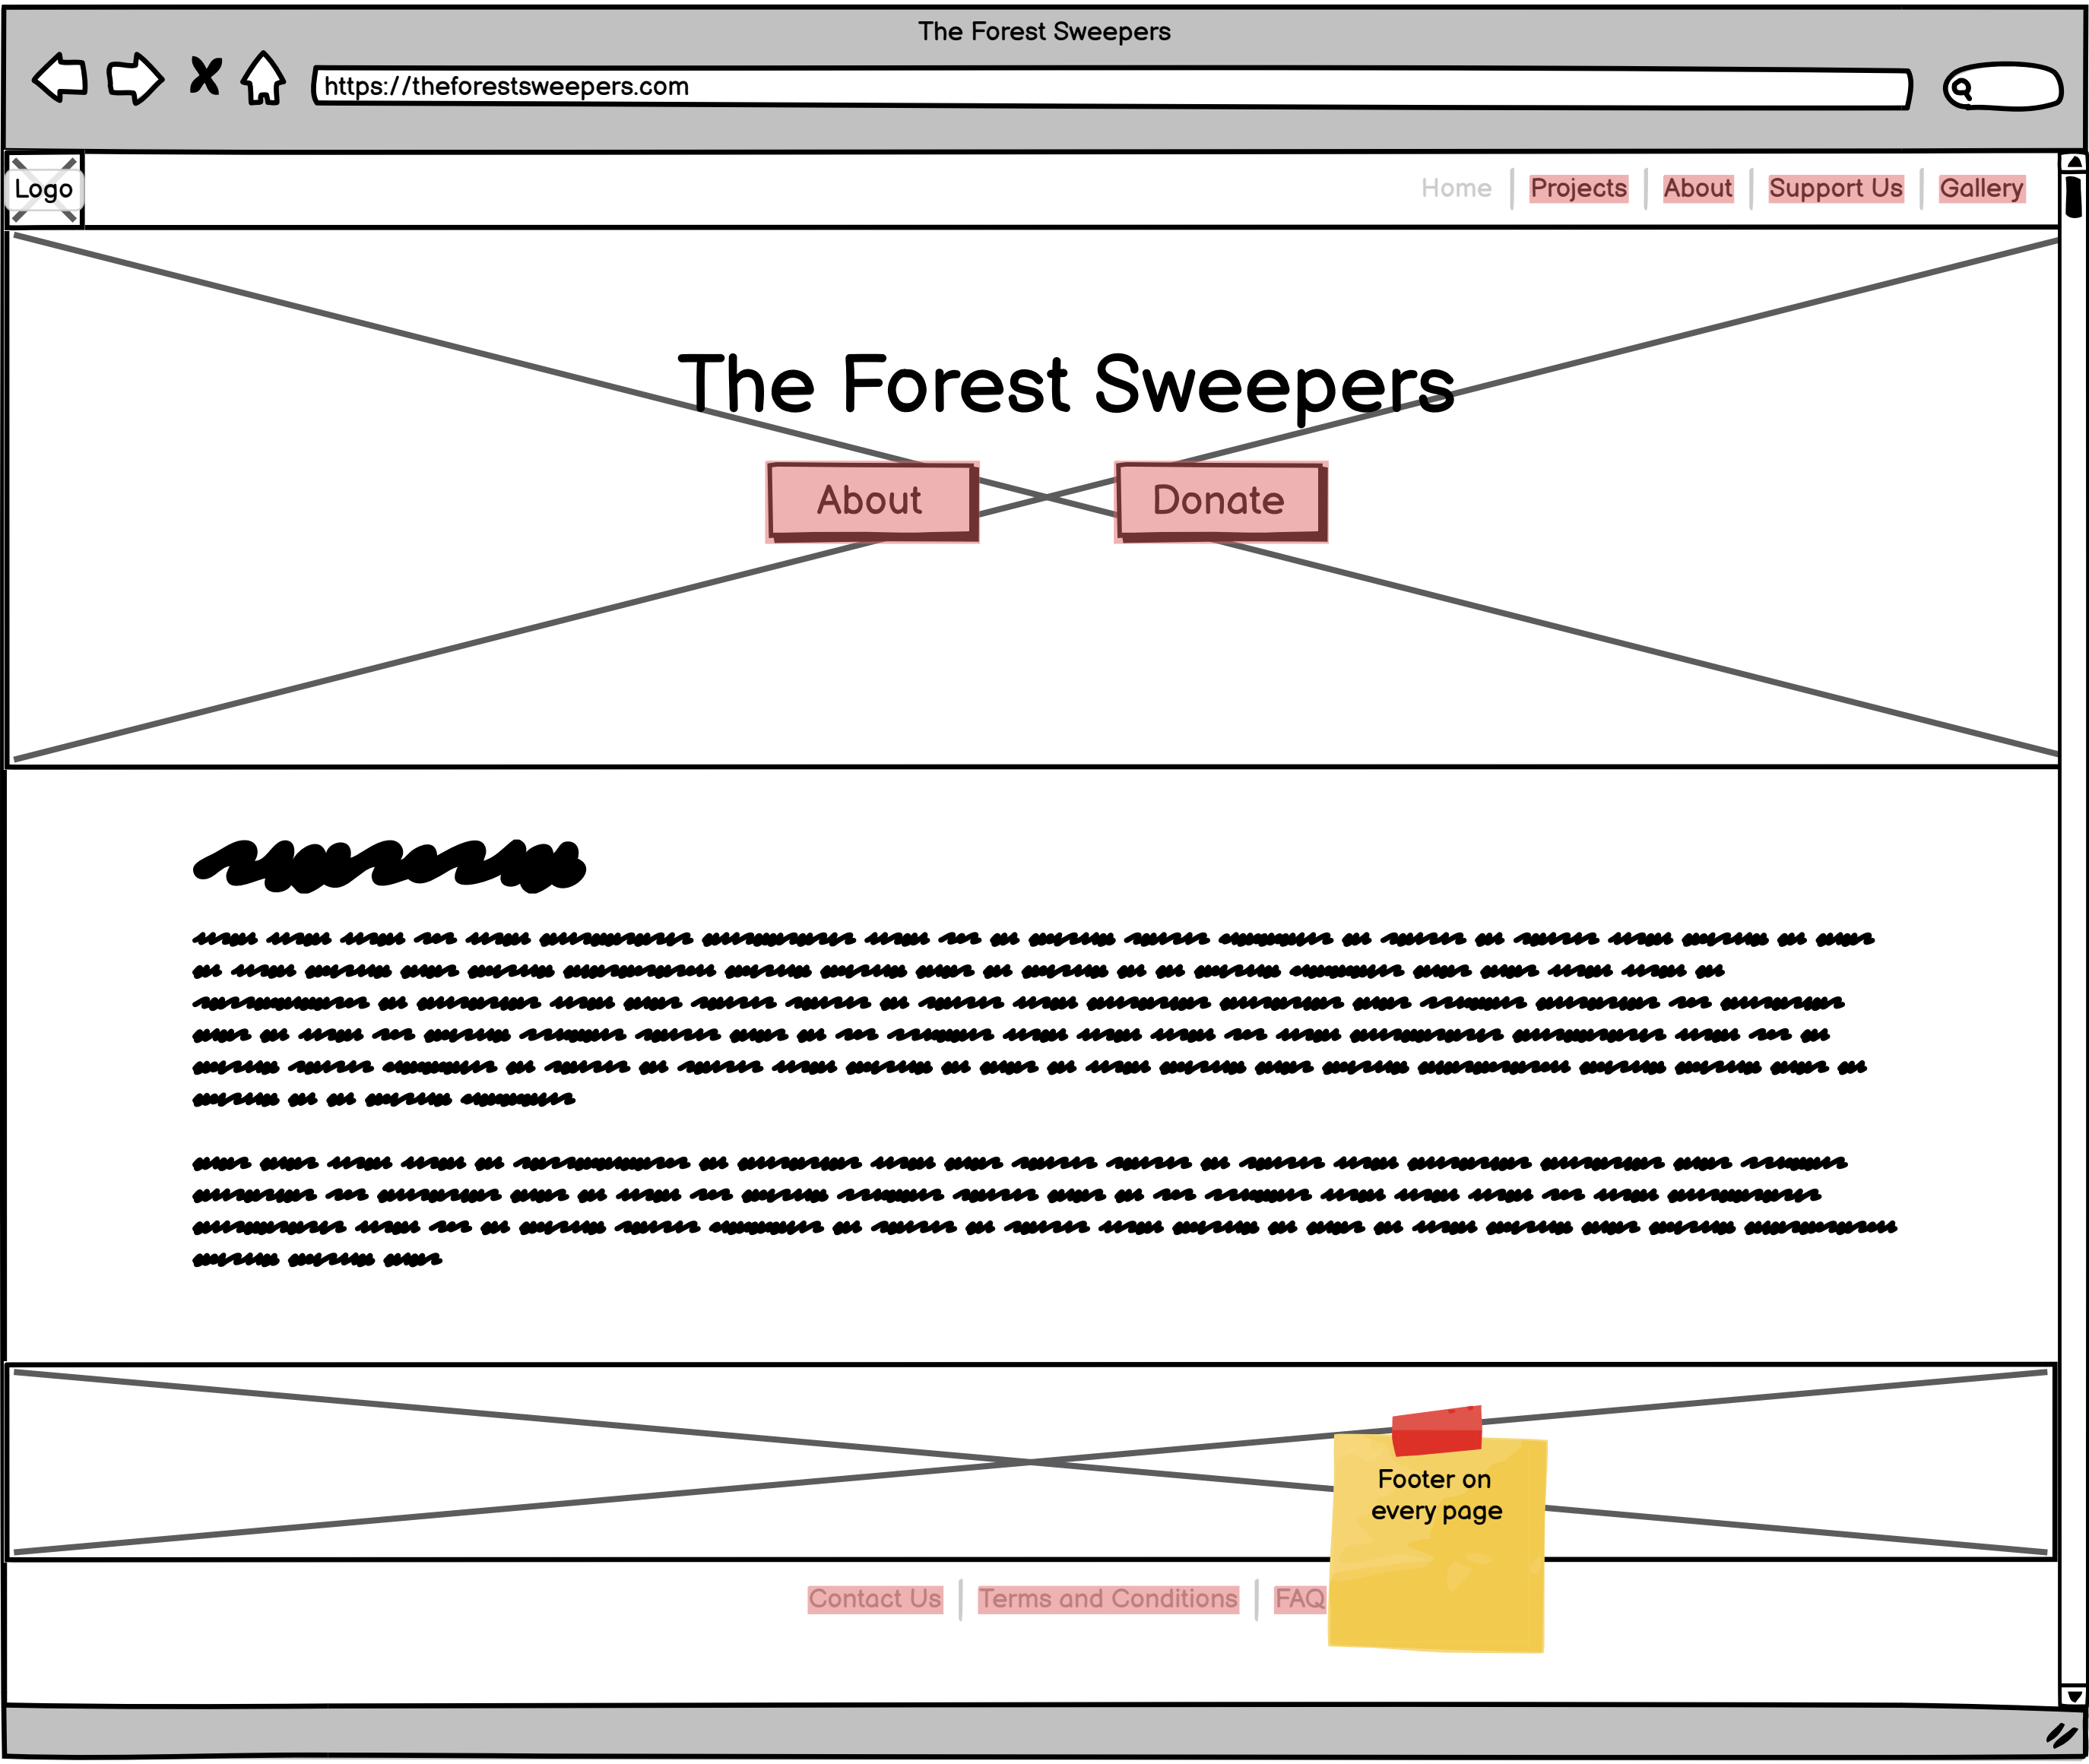 The Forest Sweepers
https://theforestsweepers.com
Logo
Home Projects About Support Us Gallery
The Forest Sweepers
About Donate
Footer on
every page
Contact Us Terms and Conditions FAQ